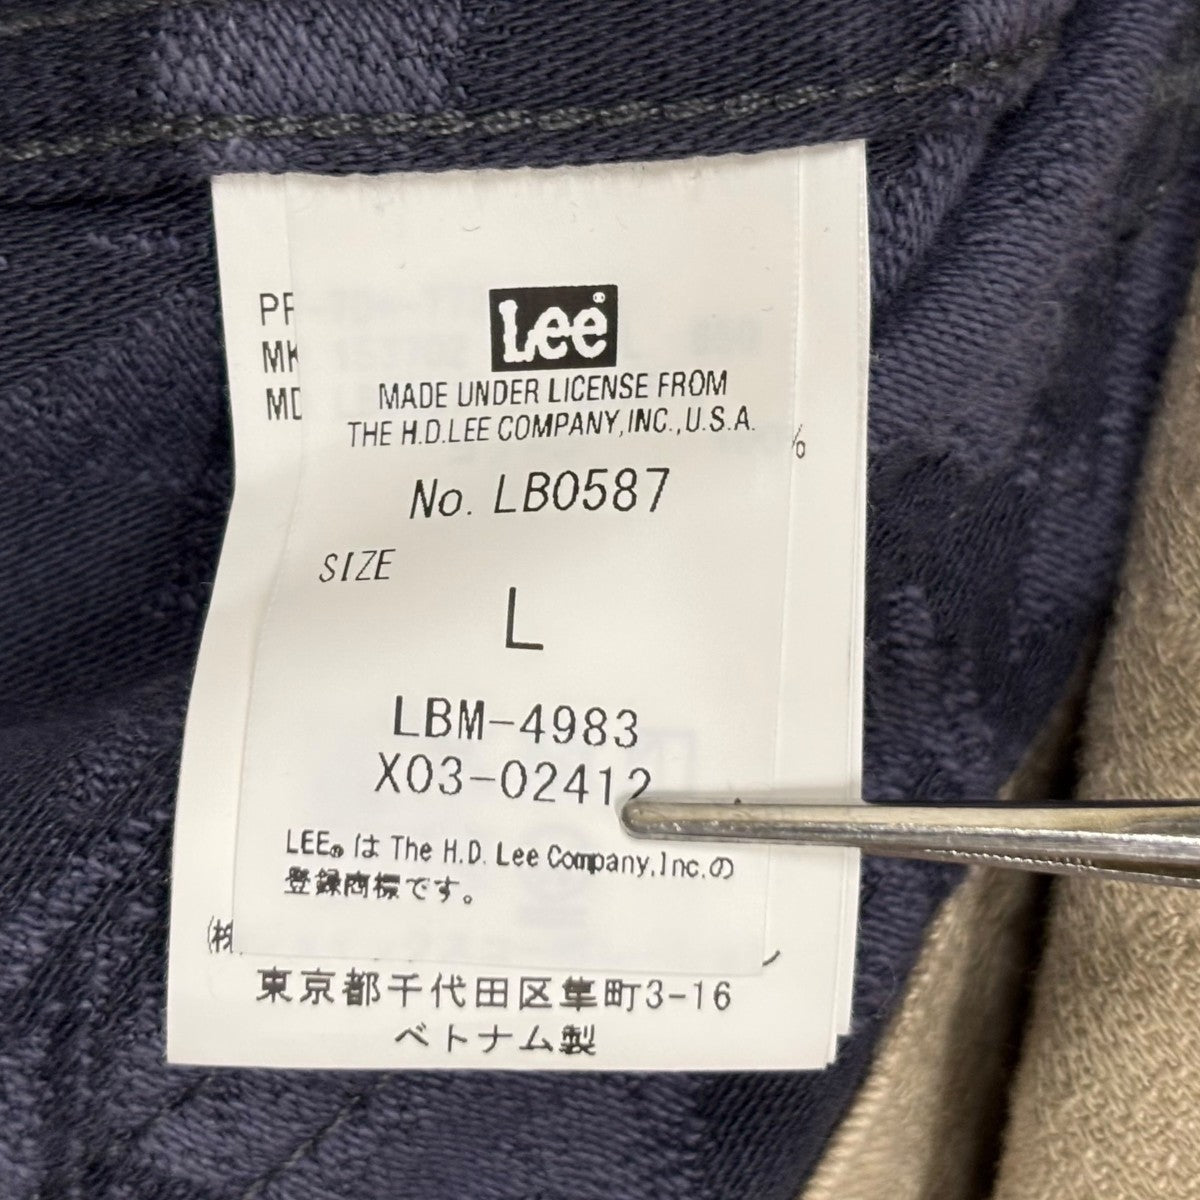 Lee®
MADE UNDER LICENSE FROM
THE H.D.LEE COMPANY,INC.,U.S.A.
No. LB0587
SIZE
L
LBM-4983
X03-02412
LEE® は The H.D. Lee Company,Inc.の
登録商標です。
(株
東京都千代田区隼町3-16
ベトナム製